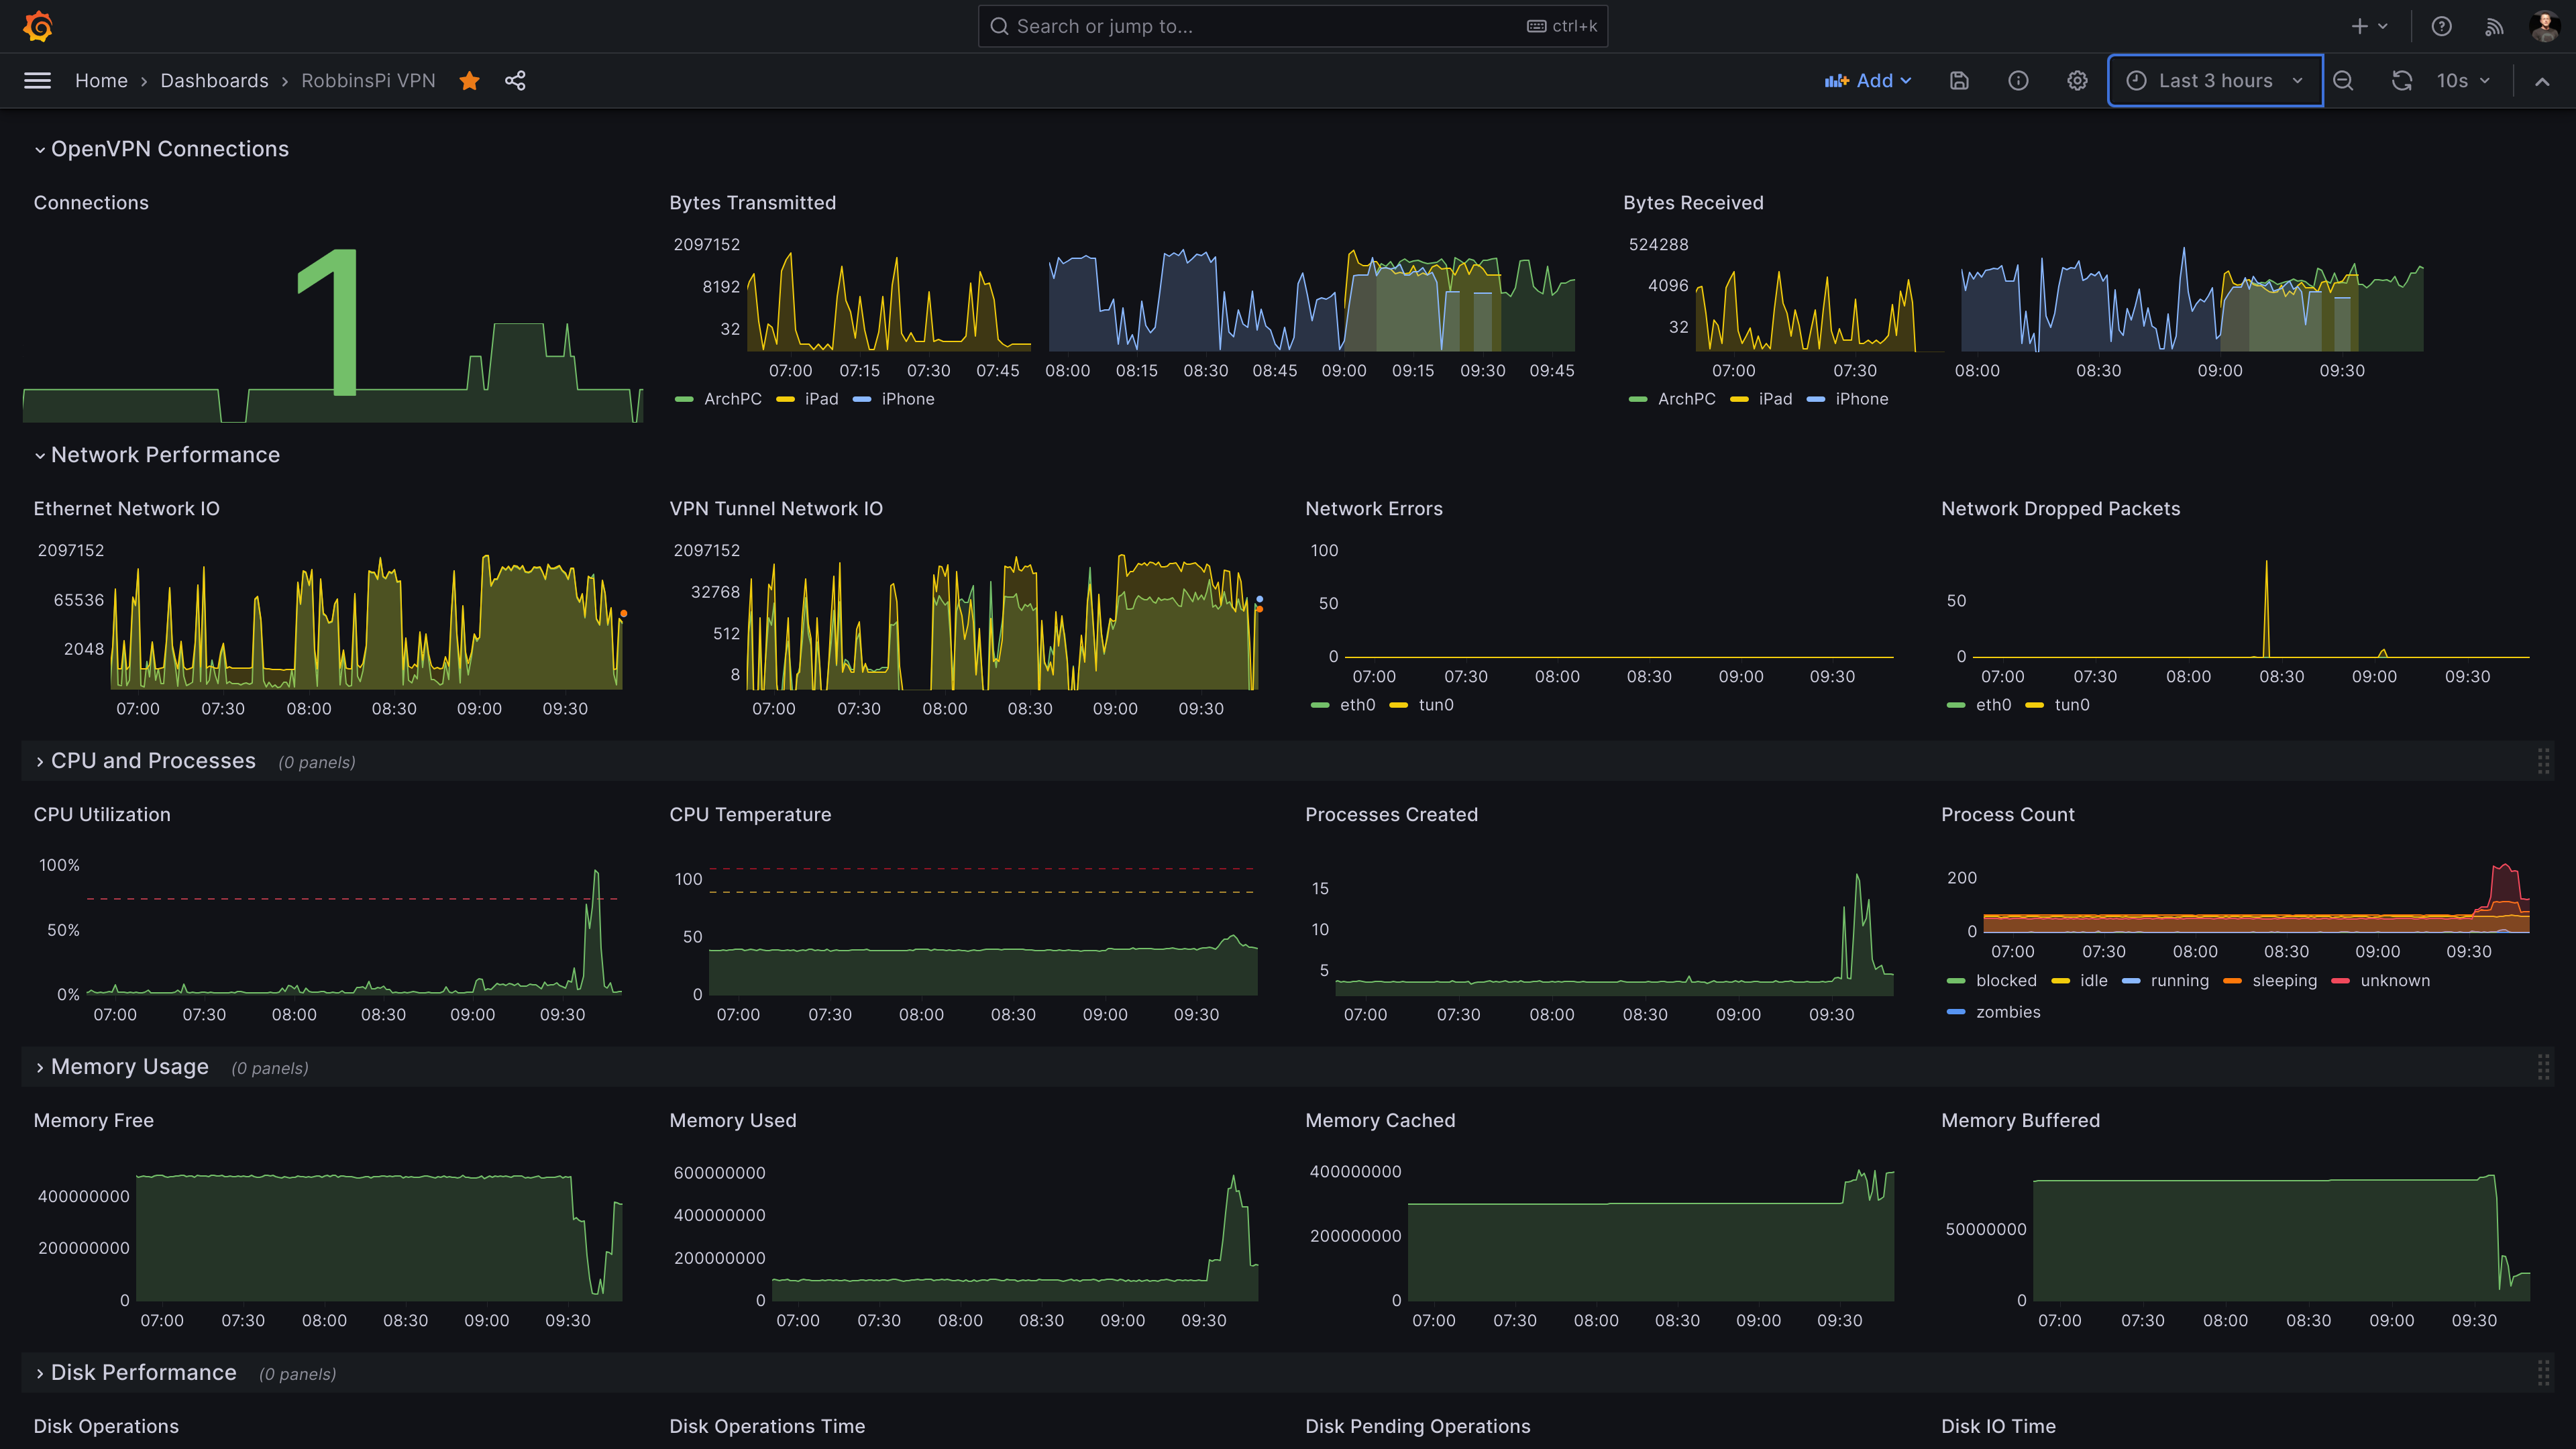 Search or jump to... ctrl+k
Home › Dashboards › RobbinsPi VPN Add Last 3 hours 10s
OpenVPN Connections
Connections
1
Bytes Transmitted
2097152
8192
32
07:00 07:15 07:30 07:45 08:00 08:15 08:30 08:45 09:00 09:15 09:30 09:45
ArchPC iPad iPhone
Bytes Received
524288
4096
32
07:00 07:30 08:00 08:30 09:00 09:30
ArchPC iPad iPhone
Network Performance
Ethernet Network IO
2097152
65536
2048
07:00 07:30 08:00 08:30 09:00 09:30
VPN Tunnel Network IO
2097152
32768
512
8
07:00 07:30 08:00 08:30 09:00 09:30
Network Errors
100
50
0
07:00 07:30 08:00 08:30 09:00 09:30
eth0 tun0
Network Dropped Packets
50
0
07:00 07:30 08:00 08:30 09:00 09:30
eth0 tun0
CPU and Processes (0 panels)
CPU Utilization
100%
50%
0%
07:00 07:30 08:00 08:30 09:00 09:30
CPU Temperature
100
50
0
07:00 07:30 08:00 08:30 09:00 09:30
Processes Created
15
10
5
07:00 07:30 08:00 08:30 09:00 09:30
Process Count
200
0
07:00 07:30 08:00 08:30 09:00 09:30
blocked idle running sleeping unknown
zombies
Memory Usage (0 panels)
Memory Free
400000000
200000000
0
07:00 07:30 08:00 08:30 09:00 09:30
Memory Used
600000000
400000000
200000000
0
07:00 07:30 08:00 08:30 09:00 09:30
Memory Cached
400000000
200000000
0
07:00 07:30 08:00 08:30 09:00 09:30
Memory Buffered
50000000
0
07:00 07:30 08:00 08:30 09:00 09:30
Disk Performance (0 panels)
Disk Operations
Disk Operations Time
Disk Pending Operations
Disk IO Time